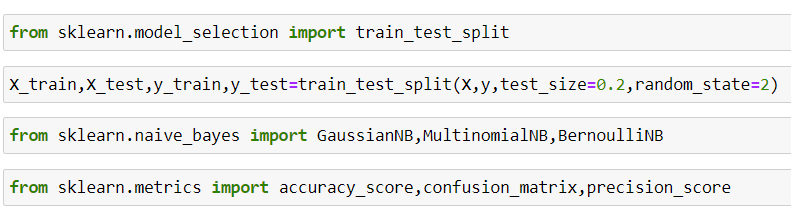 from sklearn.model_selection import train_test_split
X_train,X_test,y_train,y_test=train_test_split(X,y,test_size=0.2,random_state=2)
from sklearn.naive_bayes import GaussianNB,MultinomialNB,BernoulliNB
from sklearn.metrics import accuracy_score,confusion_matrix,precision_score